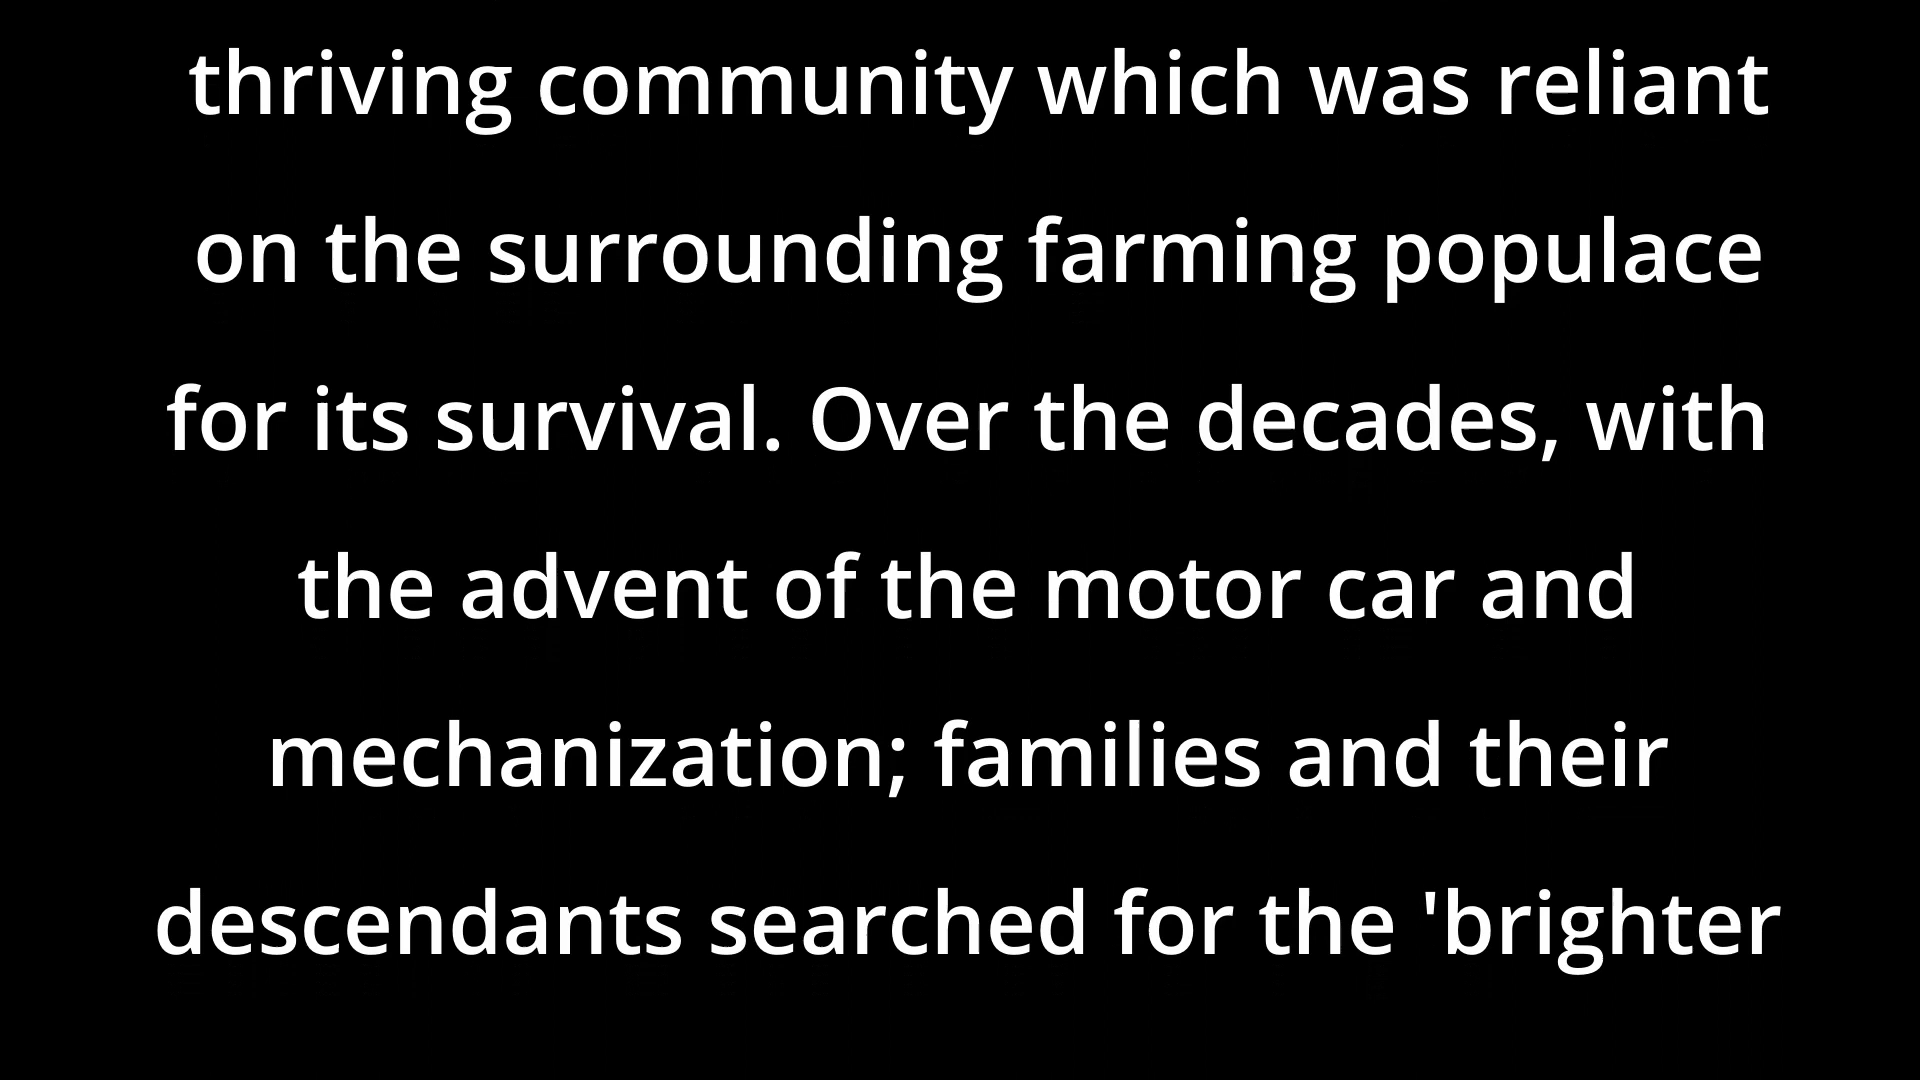 thriving community which was reliant
on the surrounding farming populace
for its survival. Over the decades, with
the advent of the motor car and
mechanization; families and their
descendants searched for the 'brighter